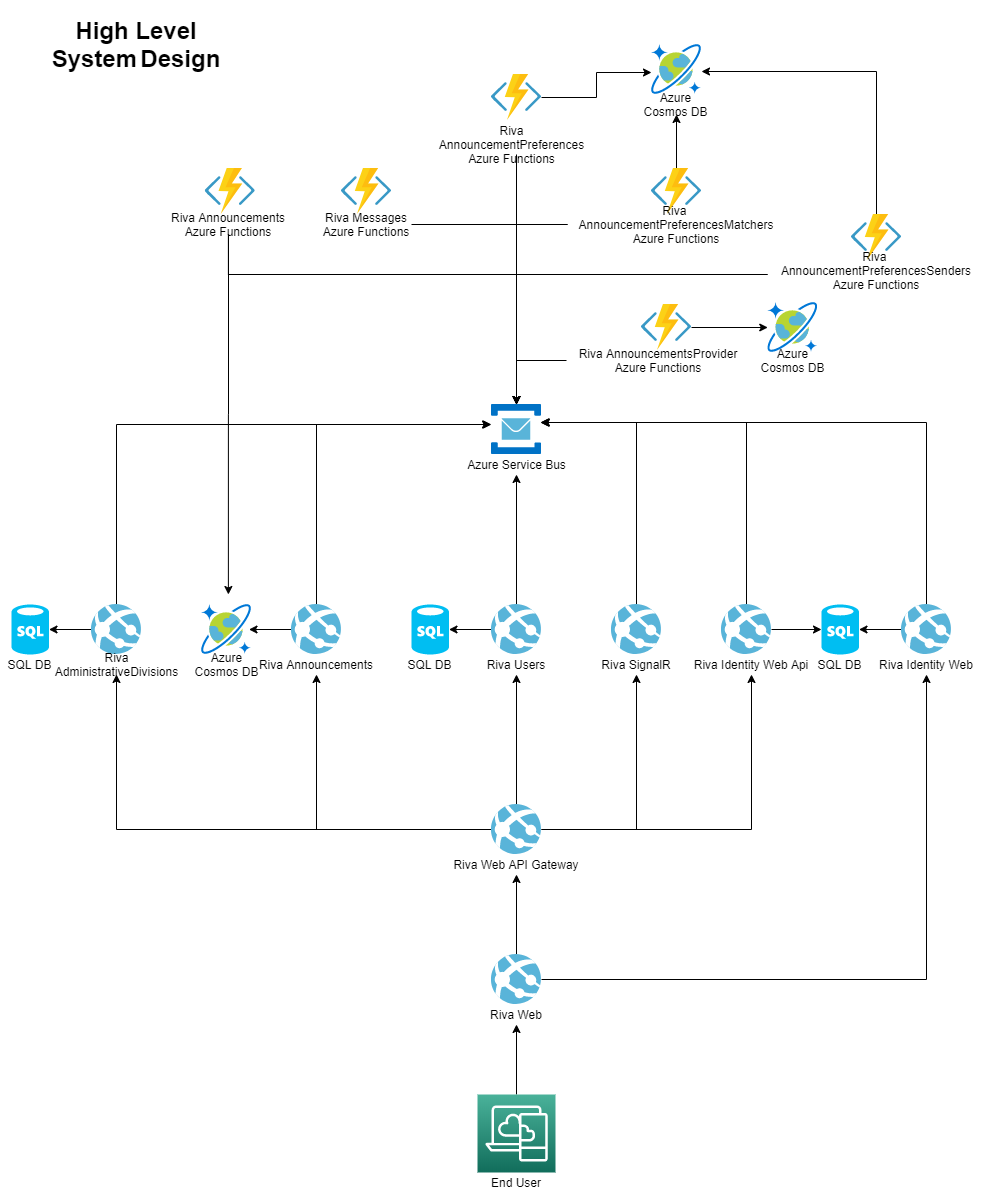 High Level
System Design
Azure
Cosmos DB
Riva
AnnouncementPreferences
Azure Functions
Riva Announcements
Azure Functions
Riva Messages
Azure Functions
Riva
AnnouncementPreferencesMatchers
Azure Functions
Riva
AnnouncementPreferencesSenders
Azure Functions
Riva AnnouncementsProvider
Azure Functions
Azure
Cosmos DB
Azure Service Bus
SQL
SQL DB
Riva
AdministrativeDivisions
Azure
Cosmos DB
Riva Announcements
SQL
SQL DB
Riva Users
Riva SignalR
Riva Identity Web Api
SQL
SQL DB
Riva Identity Web
Riva Web API Gateway
Riva Web
End User